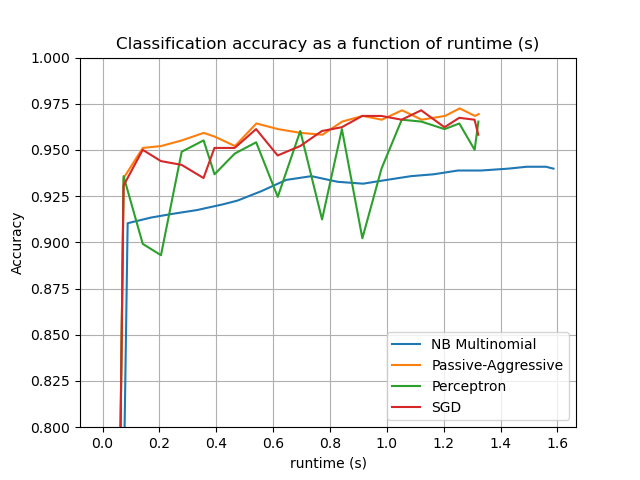 Classification accuracy as a function of runtime (s)
1.000
0.975
0.950
0.925
0.900
0.875
0.850
0.825
0.800
Accuracy
NB Multinomial
Passive-Aggressive
Perceptron
SGD
0.0 0.2 0.4 0.6 0.8 1.0 1.2 1.4 1.6
runtime (s)